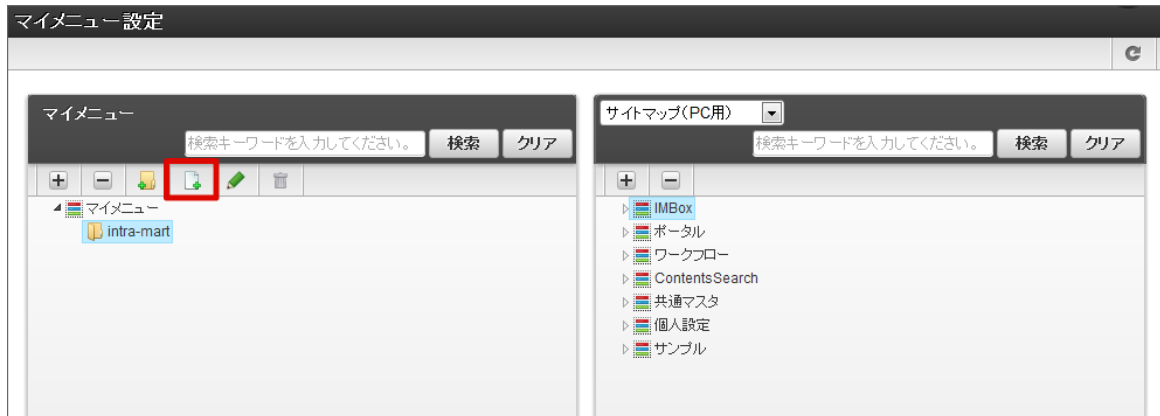 マイメニュー設定
マイメニュー
検索キーワードを入力してください。 検索 クリア
マイメニュー
intra-mart
サイトマップ(PC用)
検索キーワードを入力してください。 検索 クリア
IMBox
ポータル
ワークフロー
ContentsSearch
共通マスタ
個人設定
サンプル